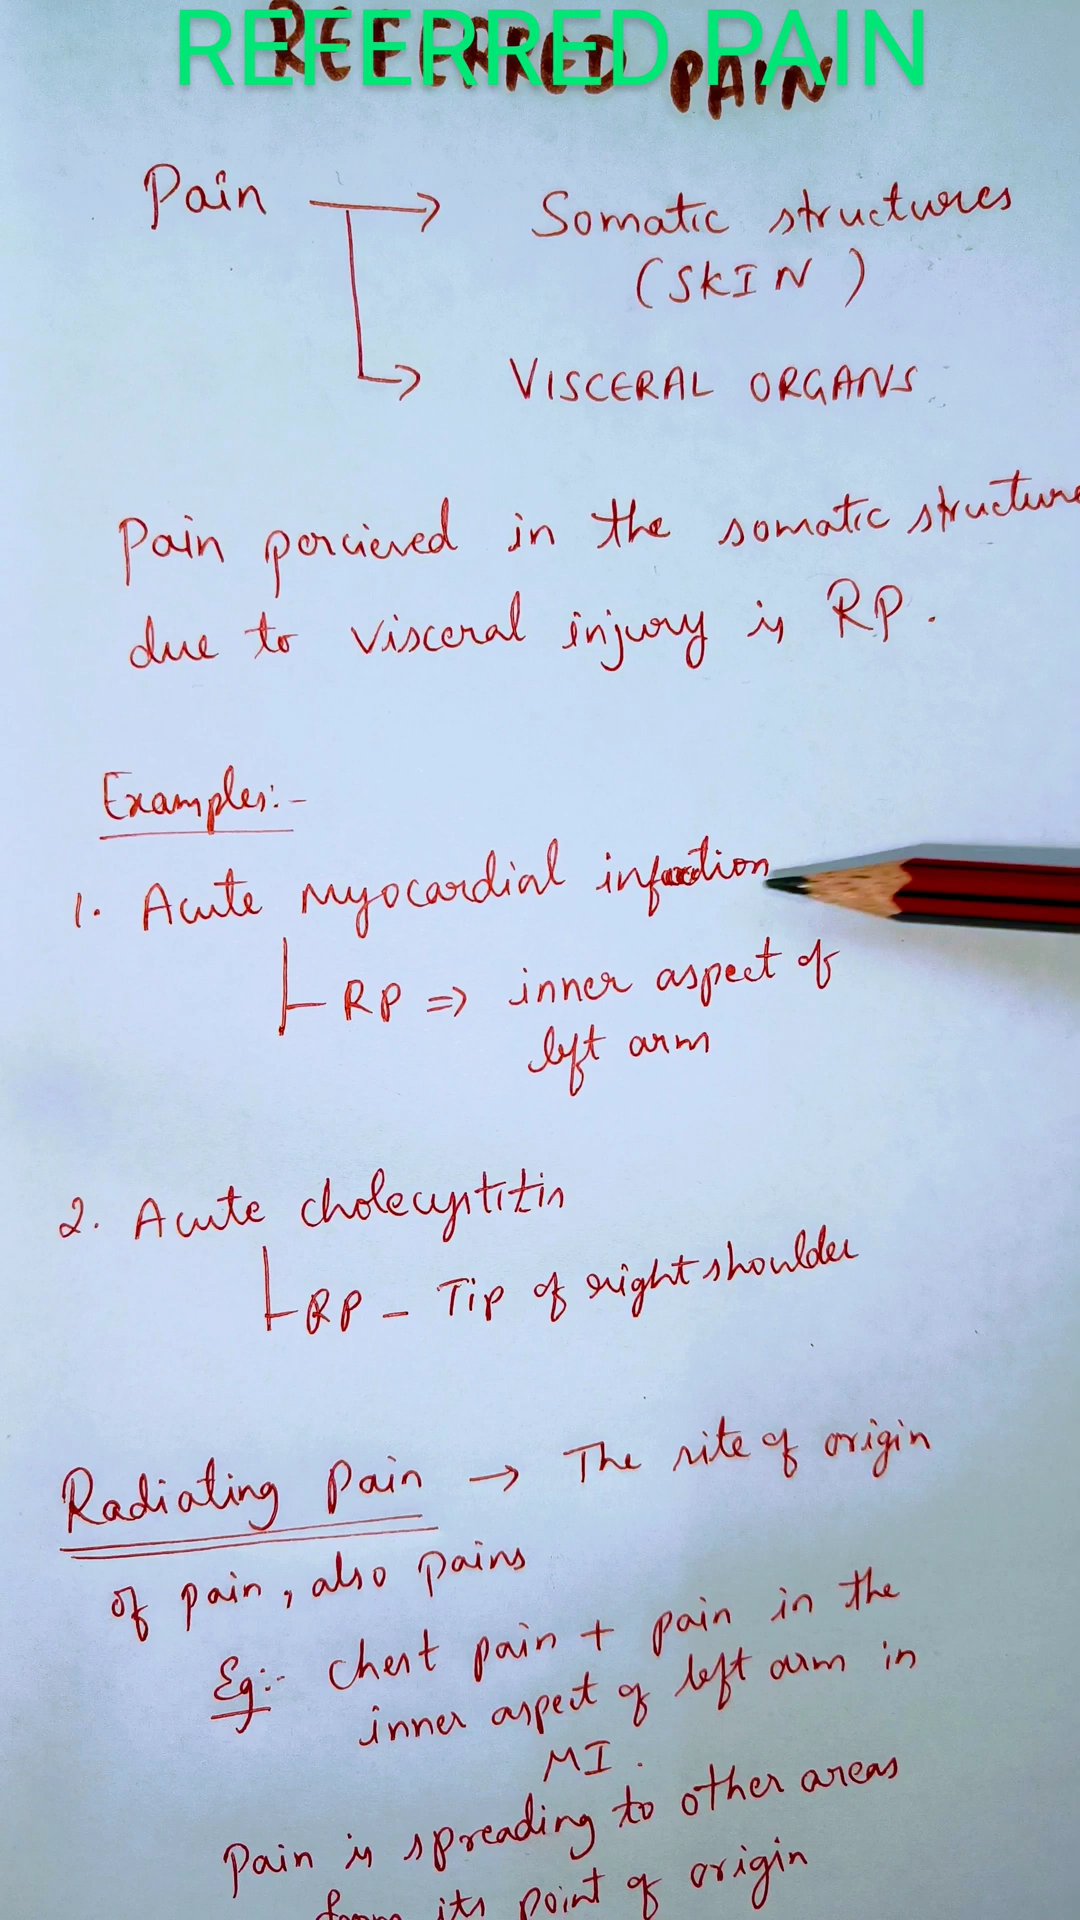 REFERRED PAIN
REFERRED PAIN
Pain → Somatic structures
(SKIN)
VISCERAL ORGANS
Pain percieved in the somatic structure
due to visceral injury is RP.
Examples:-
1. Acute Myocardial infarction
RP => inner aspect of
left arm
2. Acute cholecystitis
RP - Tip of right shoulder
Radiating Pain → The site of origin
of pain, also pains
Eg:- chest pain + pain in the
inner aspect of left arm in
MI.
Pain is spreading to other areas
from its point of origin